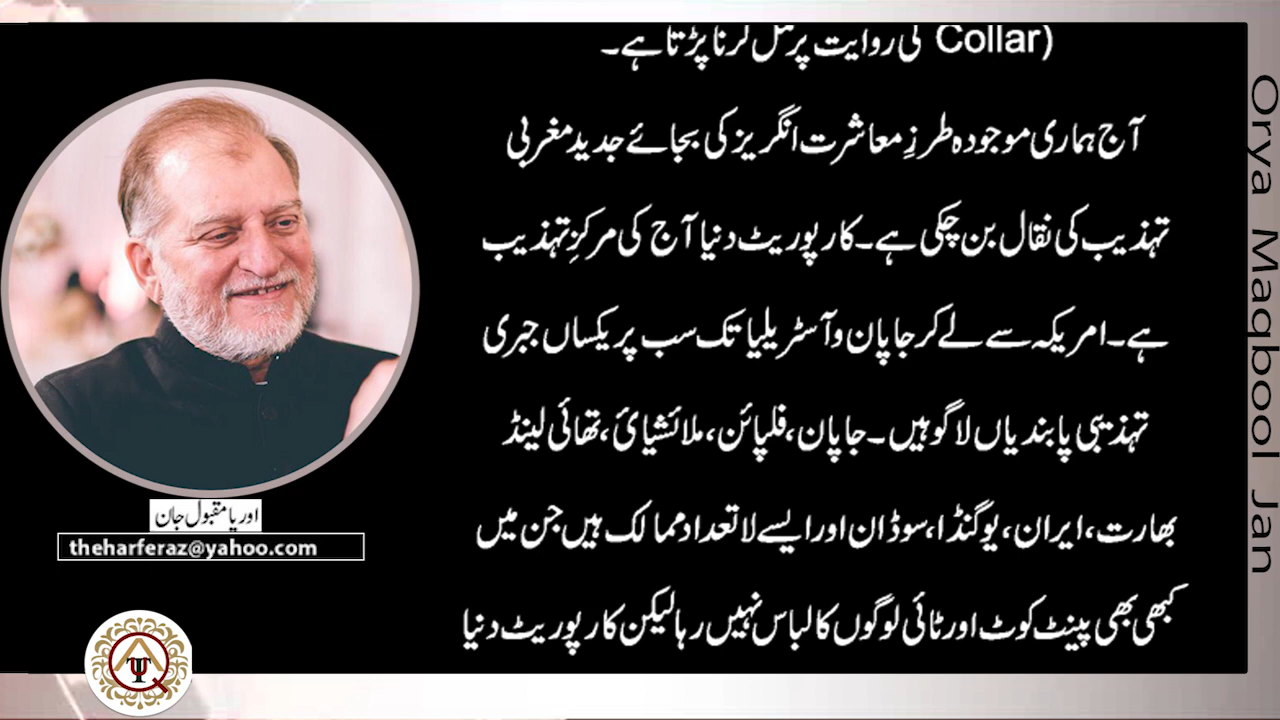 Collar) کی روایت پر عمل کرنا پڑتا ہے۔
آج ہماری موجودہ طرزِ معاشرت انگریز کی بجائے جدید مغربی
تہذیب کی نقال بن چکی ہے۔ کارپوریٹ دنیا آج کی مرکزِ تہذیب
ہے۔ امریکہ سے لے کر جاپان و آسٹریلیا تک سب پر یکساں جبری
تہذیبی پابندیاں لاگو ہیں۔ جاپان، فلپائن، ملائشیائ، تھائی لینڈ
بھارت، ایران، یوگنڈا، سوڈان اور ایسے لاتعداد ممالک ہیں جن میں
کبھی بھی پینٹ کوٹ اور ٹائی لوگوں کا لباس نہیں رہا لیکن کارپوریٹ دنیا
اوریا مقبول جان
theharferaz@yahoo.com
Orya Maqbool Jan